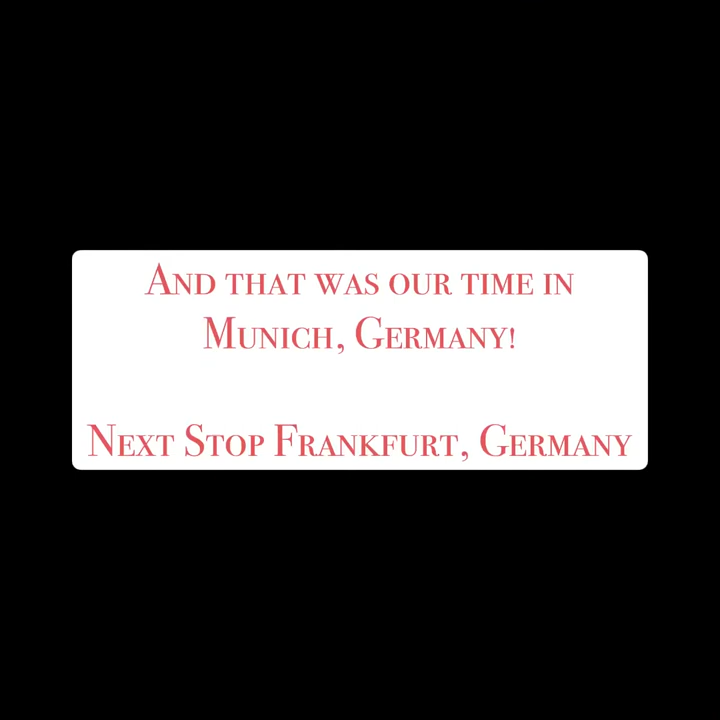 And that was our time in
Munich, Germany!
Next Stop Frankfurt, Germany